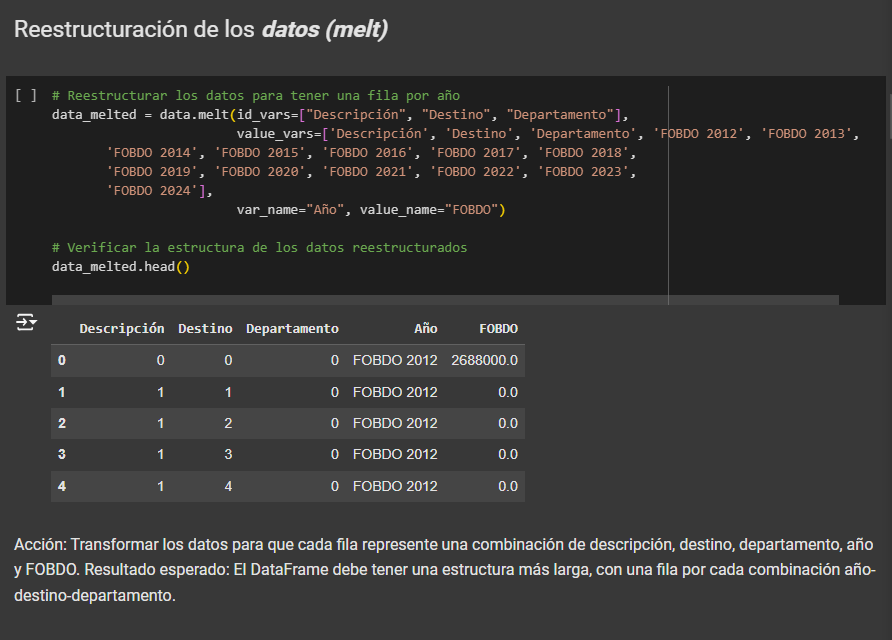 Reestructuración de los datos (melt)
[ ] # Reestructurar los datos para tener una fila por año
data_melted = data.melt(id_vars=["Descripción", "Destino", "Departamento"],
value_vars=['Descripción', 'Destino', 'Departamento', 'FOBDO 2012', 'FOBDO 2013',
'FOBDO 2014', 'FOBDO 2015', 'FOBDO 2016', 'FOBDO 2017', 'FOBDO 2018',
'FOBDO 2019', 'FOBDO 2020', 'FOBDO 2021', 'FOBDO 2022', 'FOBDO 2023',
'FOBDO 2024'],
var_name="Año", value_name="FOBDO")
# Verificar la estructura de los datos reestructurados
data_melted.head()
Descripción Destino Departamento Año FOBDO
0 0 0 0 FOBDO 2012 2688000.0
1 1 1 0 FOBDO 2012 0.0
2 1 2 0 FOBDO 2012 0.0
3 1 3 0 FOBDO 2012 0.0
4 1 4 0 FOBDO 2012 0.0
Acción: Transformar los datos para que cada fila represente una combinación de descripción, destino, departamento, año
y FOBDO. Resultado esperado: El DataFrame debe tener una estructura más larga, con una fila por cada combinación año-
destino-departamento.